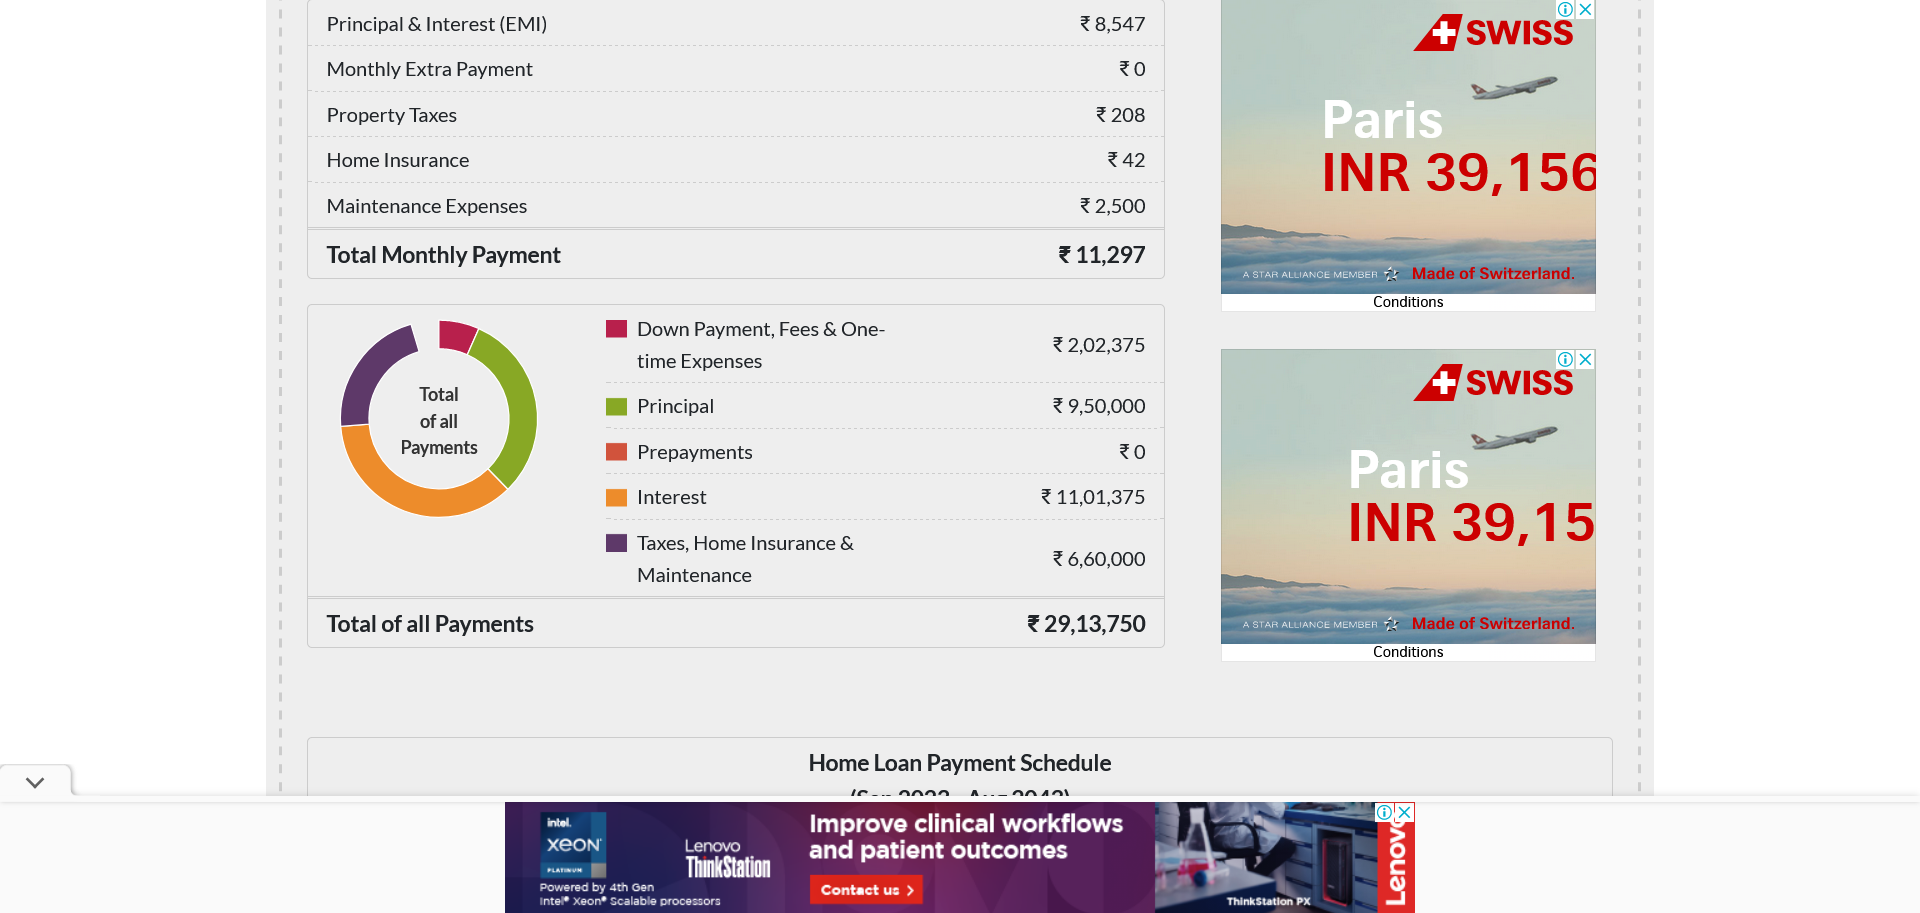 Principal & Interest (EMI) ₹ 8,547
Monthly Extra Payment ₹ 0
Property Taxes ₹ 208
Home Insurance ₹ 42
Maintenance Expenses ₹ 2,500
Total Monthly Payment ₹ 11,297
Total
of all
Payments
Down Payment, Fees & One-
time Expenses
₹ 2,02,375
Principal ₹ 9,50,000
Prepayments ₹ 0
Interest ₹ 11,01,375
Taxes, Home Insurance &
Maintenance
₹ 6,60,000
Total of all Payments ₹ 29,13,750
SWISS
Paris
INR 39,156
A STAR ALLIANCE MEMBER Made of Switzerland.
Conditions
SWISS
Paris
INR 39,15
A STAR ALLIANCE MEMBER Made of Switzerland.
Conditions
Home Loan Payment Schedule
intel.
XEON
PLATINUM
Powered by 4th Gen
Intel® Xeon® Scalable processors
Lenovo
ThinkStation
Improve clinical workflows
and patient outcomes
Contact us
ThinkStation PX
Lenovo